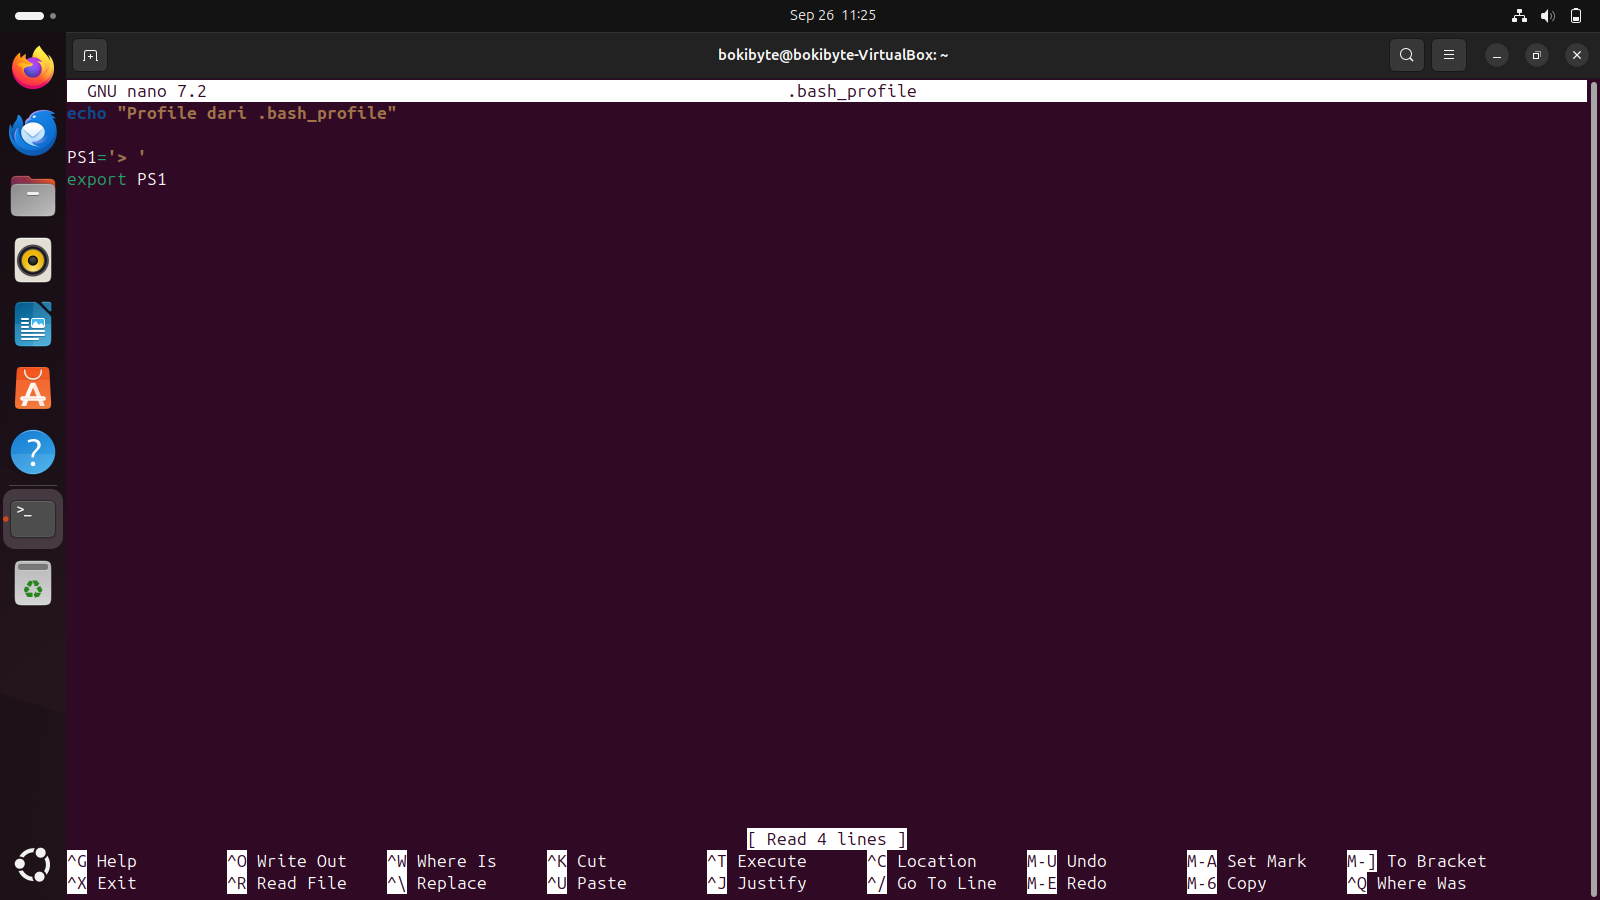 Sep 26 11:25
bokibyte@bokibyte-VirtualBox: ~
GNU nano 7.2 .bash_profile
echo "Profile dari .bash_profile"
PS1='> '
export PS1
[ Read 4 lines ]
^G Help ^O Write Out ^W Where Is ^K Cut ^T Execute ^C Location M-U Undo M-A Set Mark M-] To Bracket
^X Exit ^R Read File ^\ Replace ^U Paste ^J Justify ^/ Go To Line M-E Redo M-6 Copy ^Q Where Was